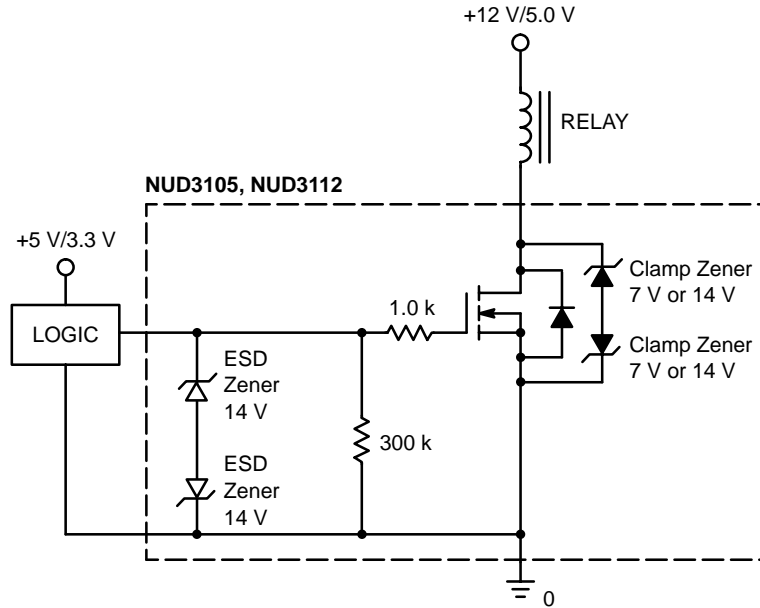 +12 V/5.0 V
RELAY
NUD3105, NUD3112
+5 V/3.3 V
LOGIC
1.0 k
Clamp Zener
7 V or 14 V
Clamp Zener
7 V or 14 V
ESD
Zener
14 V
300 k
ESD
Zener
14 V
0